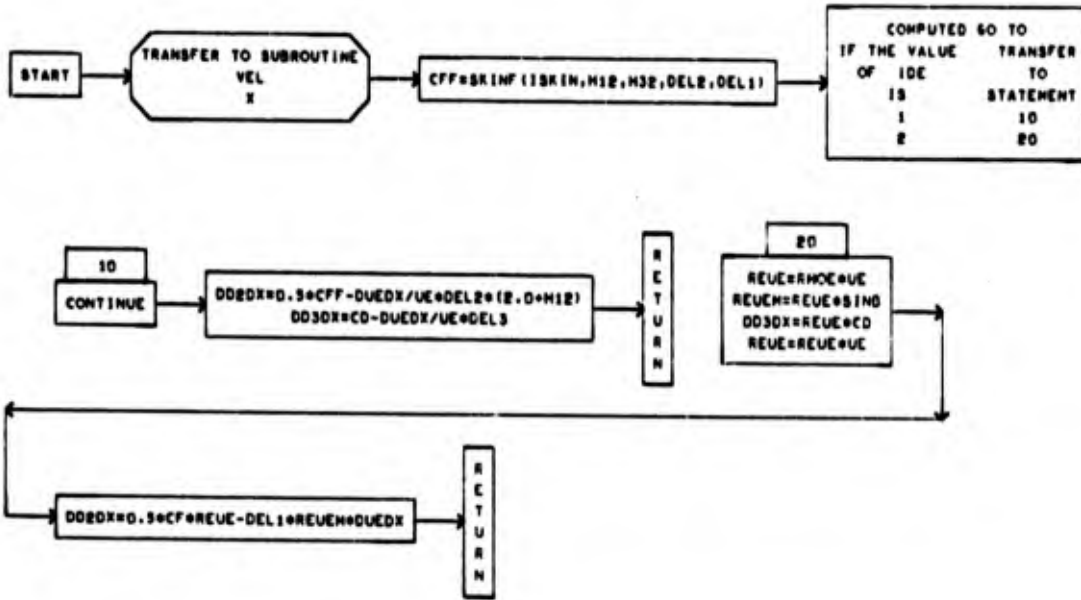 START
TRANSFER TO SUBROUTINE
VEL
X
CFF=SKINF(ISKIN,H12,H32,DEL2,DEL1)
COMPUTED GO TO
IF THE VALUE TRANSFER
OF IDE TO
IS STATEMENT
1 10
2 20
10
CONTINUE
DD2DX=0.5*CFF-DUEDX/UE*DEL2*(2.0+H12)
DD3DX=CD-DUEDX/UE*DEL3
RETURN
20
REUE=RHOE*UE
REUEH=REUE*SING
DD3DX=REUE*CD
REUE=REUE*UE
DD2DX=0.5*CF*REUE-DEL1*REUEH*DUEDX
RETURN